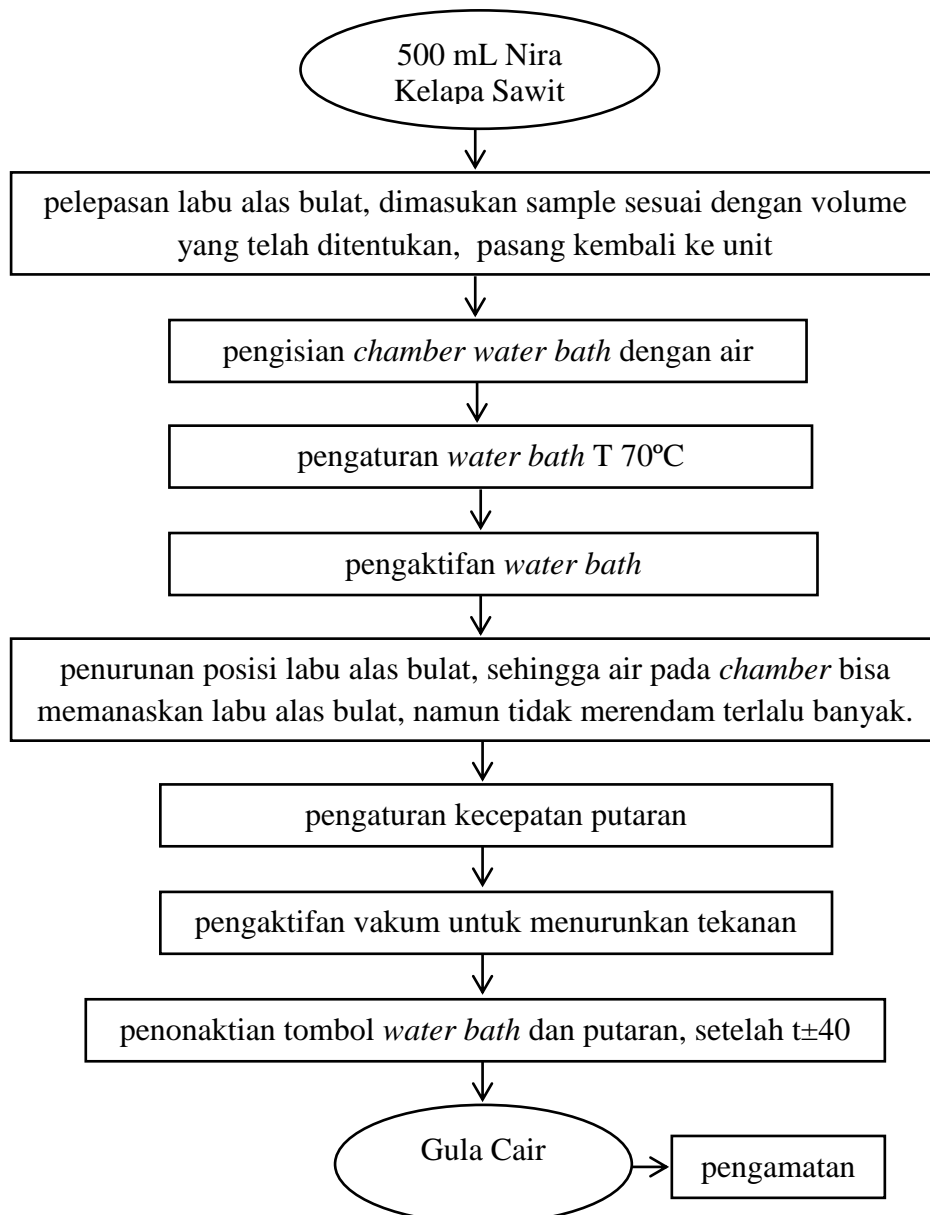 500 mL Nira
Kelapa Sawit
pelepasan labu alas bulat, dimasukan sample sesuai dengan volume
yang telah ditentukan, pasang kembali ke unit
pengisian chamber water bath dengan air
pengaturan water bath T 70ºC
pengaktifan water bath
penurunan posisi labu alas bulat, sehingga air pada chamber bisa
memanaskan labu alas bulat, namun tidak merendam terlalu banyak.
pengaturan kecepatan putaran
pengaktifan vakum untuk menurunkan tekanan
penonaktian tombol water bath dan putaran, setelah t±40
Gula Cair
pengamatan